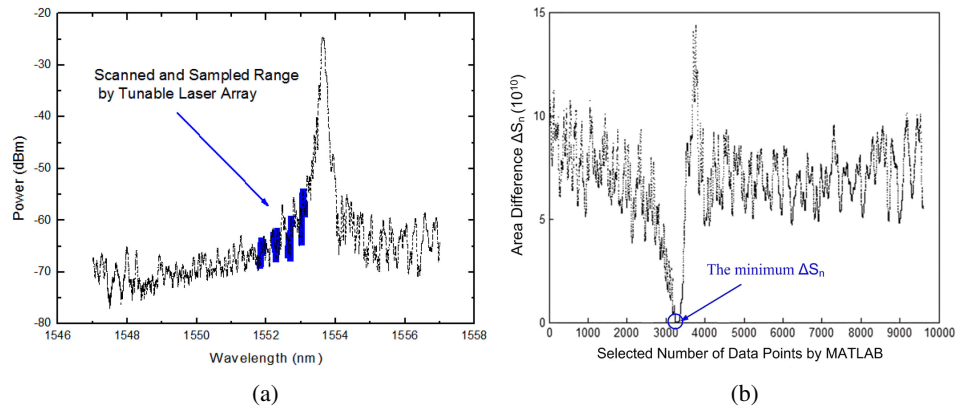 -20
-30
-40
-50
-60
-70
-80
Power (dBm)
Scanned and Sampled Range
by Tunable Laser Array
1546 1548 1550 1552 1554 1556 1558
Wavelength (nm)
(a)
15
10
5
0
Area Difference ΔSn (10¹⁰)
The minimum ΔSn
0 1000 2000 3000 4000 5000 6000 7000 8000 9000 10000
Selected Number of Data Points by MATLAB
(b)